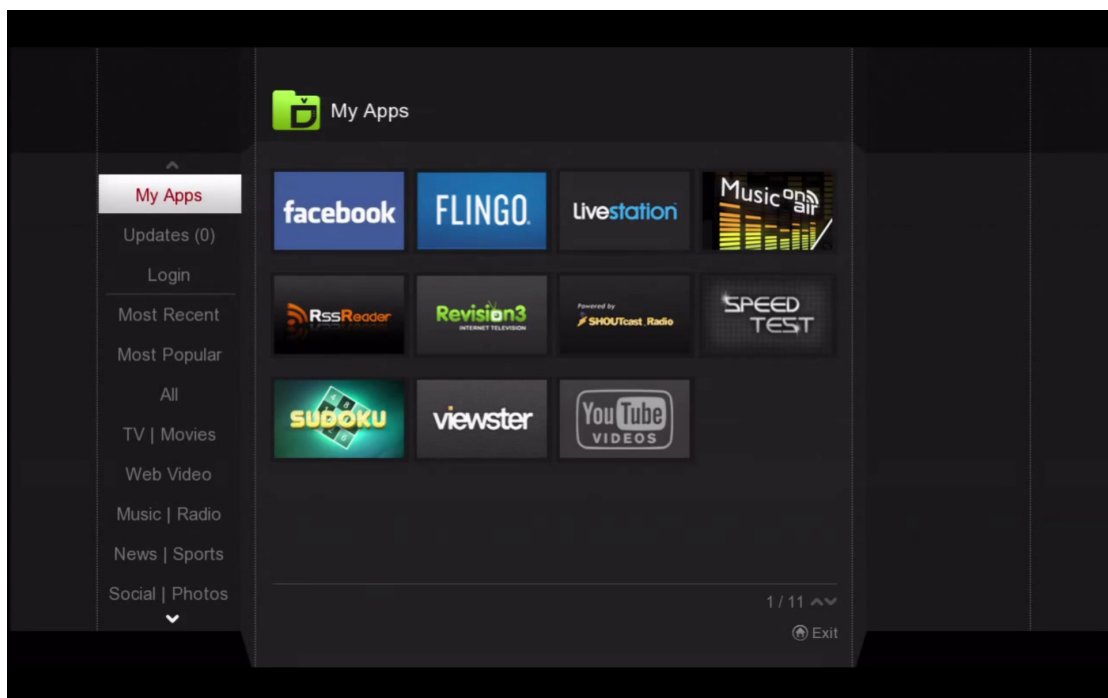 My Apps
My Apps
Updates (0)
Login
Most Recent
Most Popular
All
TV | Movies
Web Video
Music | Radio
News | Sports
Social | Photos
facebook
FLINGO.
Livestation
Music on
air
RssReader
Revision3
INTERNET TELEVISION
Powered by
SHOUTcast Radio
SPEED
TEST
SUDOKU
viewster
You Tube
VIDEOS
1 / 11
Exit